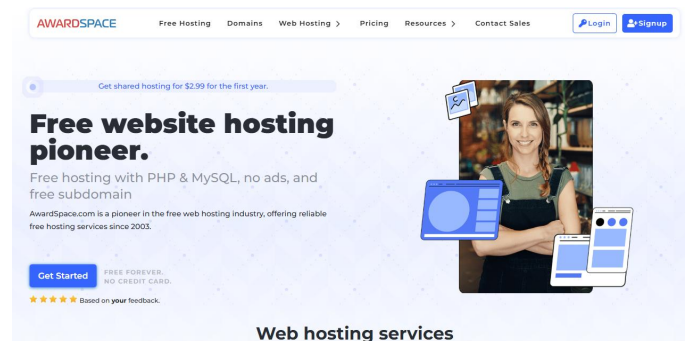 AWARDSPACE Free Hosting Domains Web Hosting Pricing Resources Contact Sales Login Signup
Get shared hosting for $2.99 for the first year.
Free website hosting
pioneer.
Free hosting with PHP & MySQL, no ads, and
free subdomain
AwardSpace.com is a pioneer in the free web hosting industry, offering reliable
free hosting services since 2003.
Get Started
FREE FOREVER.
NO CREDIT CARD.
Based on your feedback.
Web hosting services